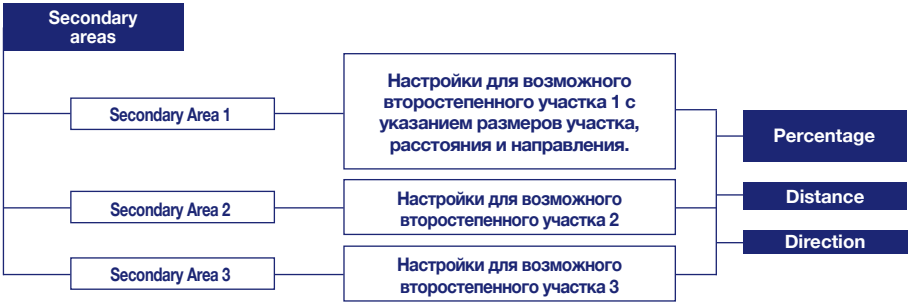 Secondary
areas
Secondary Area 1
Настройки для возможного
второстепенного участка 1 с
указанием размеров участка,
расстояния и направления.
Percentage
Secondary Area 2
Настройки для возможного
второстепенного участка 2
Distance
Direction
Secondary Area 3
Настройки для возможного
второстепенного участка 3